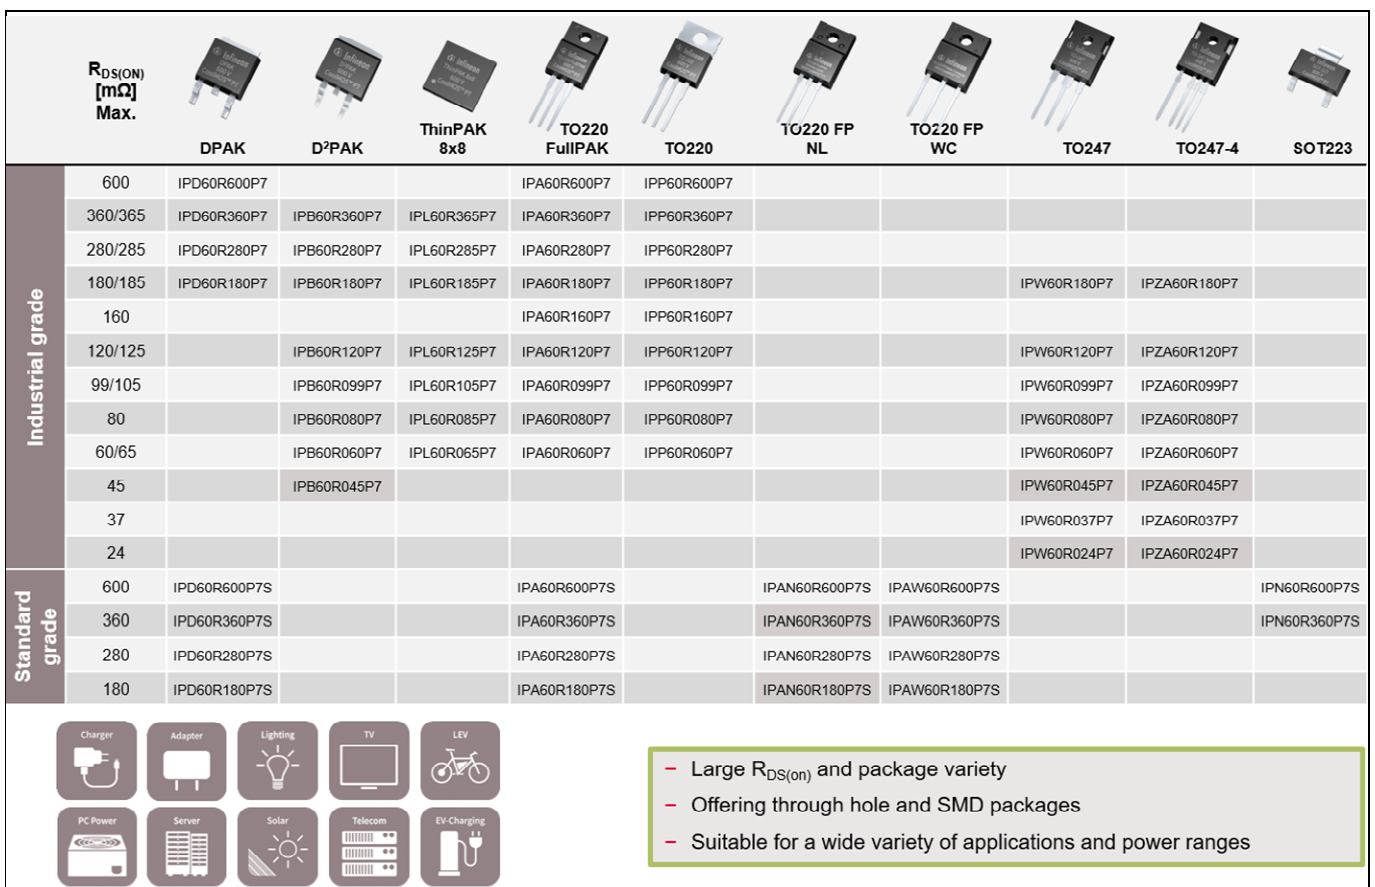 RDS(ON)
[mΩ]
Max.
DPAK
D²PAK
ThinPAK
8x8
TO220
FullPAK
TO220
TO220 FP
NL
TO220 FP
WC
TO247
TO247-4
SOT223
Industrial grade
600 IPD60R600P7 IPA60R600P7 IPP60R600P7
360/365 IPD60R360P7 IPB60R360P7 IPL60R365P7 IPA60R360P7 IPP60R360P7
280/285 IPD60R280P7 IPB60R280P7 IPL60R285P7 IPA60R280P7 IPP60R280P7
180/185 IPD60R180P7 IPB60R180P7 IPL60R185P7 IPA60R180P7 IPP60R180P7 IPW60R180P7 IPZA60R180P7
160 IPA60R160P7 IPP60R160P7
120/125 IPB60R120P7 IPL60R125P7 IPA60R120P7 IPP60R120P7 IPW60R120P7 IPZA60R120P7
99/105 IPB60R099P7 IPL60R105P7 IPA60R099P7 IPP60R099P7 IPW60R099P7 IPZA60R099P7
80 IPB60R080P7 IPL60R085P7 IPA60R080P7 IPP60R080P7 IPW60R080P7 IPZA60R080P7
60/65 IPB60R060P7 IPL60R065P7 IPA60R060P7 IPP60R060P7 IPW60R060P7 IPZA60R060P7
45 IPB60R045P7 IPW60R045P7 IPZA60R045P7
37 IPW60R037P7 IPZA60R037P7
24 IPW60R024P7 IPZA60R024P7
Standard
grade
600 IPD60R600P7S IPA60R600P7S IPAN60R600P7S IPAW60R600P7S IPN60R600P7S
360 IPD60R360P7S IPA60R360P7S IPAN60R360P7S IPAW60R360P7S IPN60R360P7S
280 IPD60R280P7S IPA60R280P7S IPAN60R280P7S IPAW60R280P7S
180 IPD60R180P7S IPA60R180P7S IPAN60R180P7S IPAW60R180P7S
Charger
Adapter
Lighting
TV
LEV
PC Power
Server
Solar
Telecom
EV-Charging
– Large RDS(on) and package variety
– Offering through hole and SMD packages
– Suitable for a wide variety of applications and power ranges